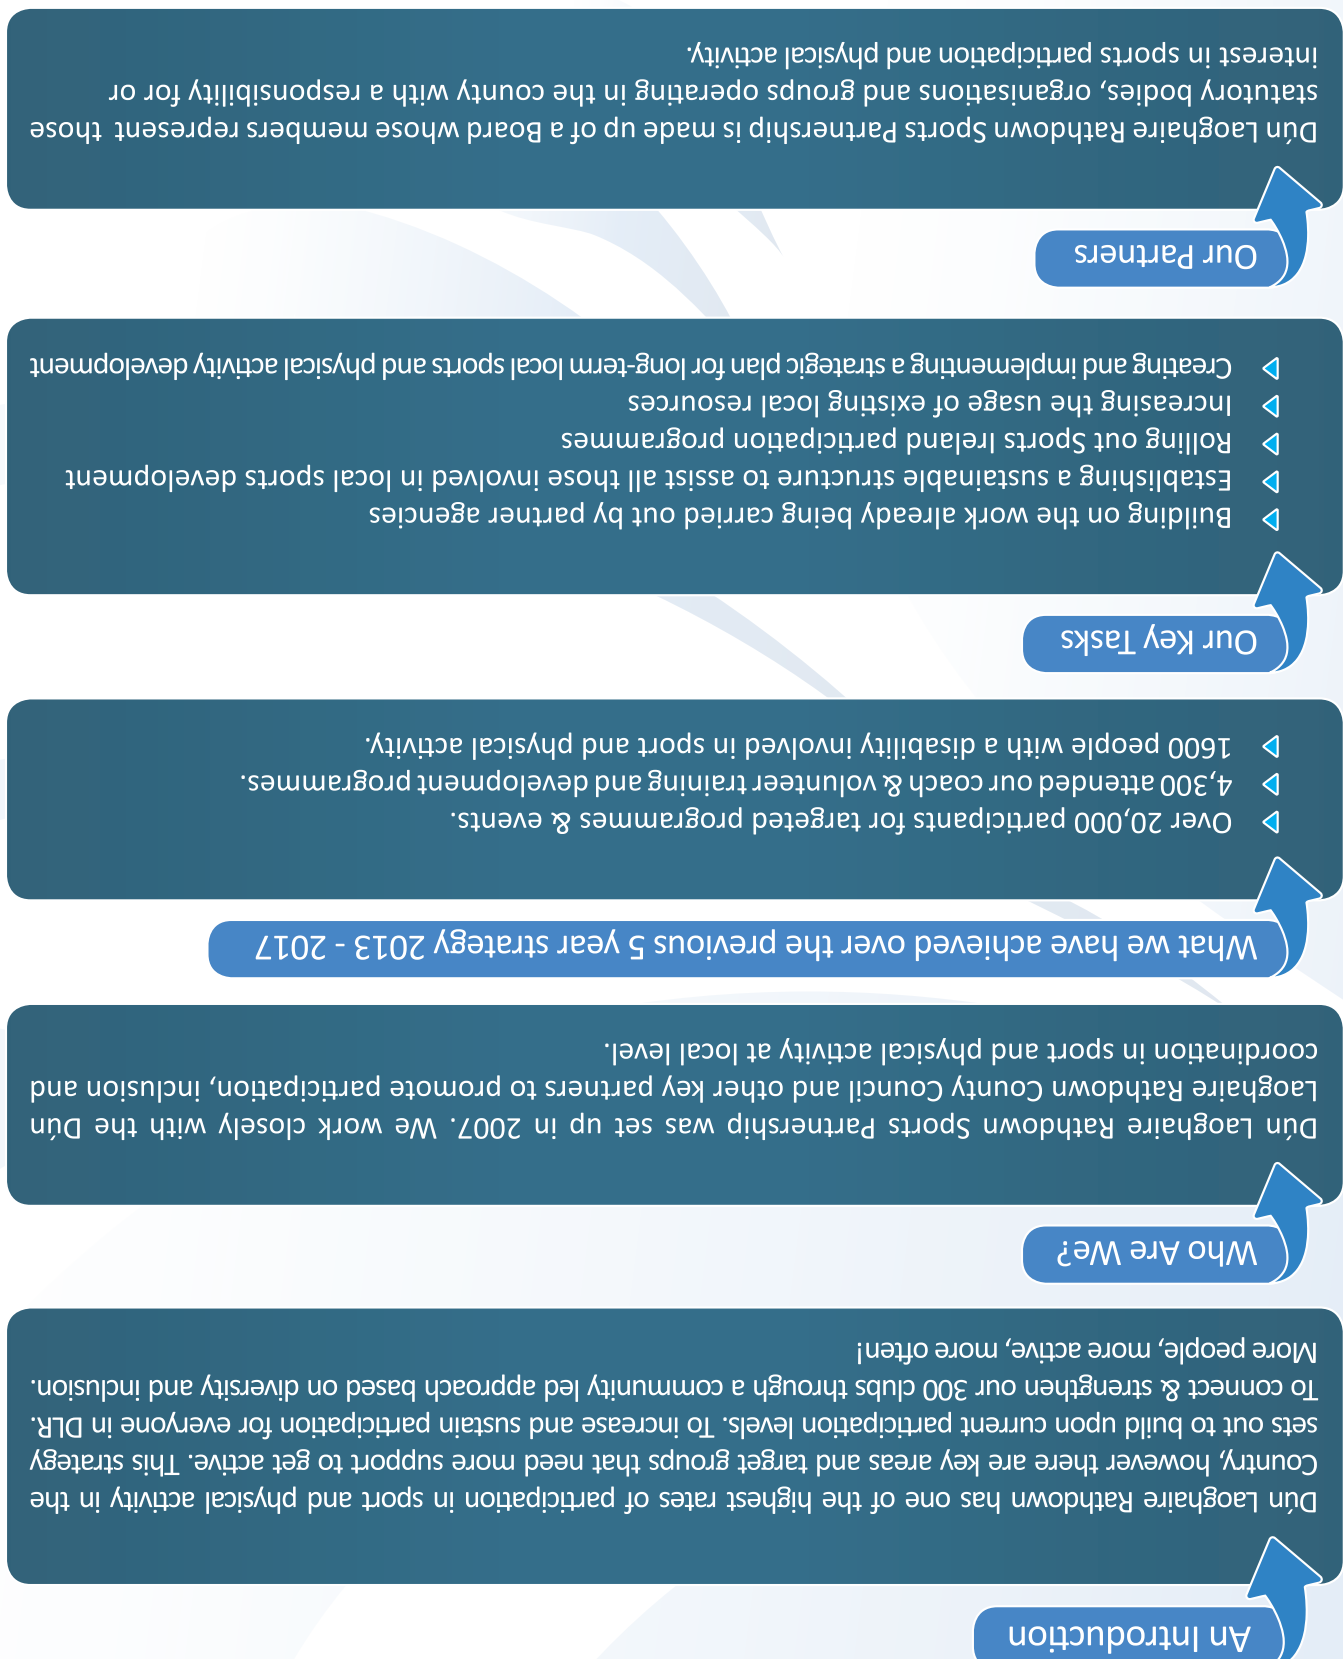 An Introduction
Dún Laoghaire Rathdown has one of the highest rates of participation in sport and physical activity in the
Country, however there are key areas and target groups that need more support to get active. This strategy
sets out to build upon current participation levels. To increase and sustain participation for everyone in DLR.
To connect & strengthen our 300 clubs through a community led approach based on diversity and inclusion.
More people, more active, more often!
Who Are We?
Dún Laoghaire Rathdown Sports Partnership was set up in 2007. We work closely with the Dún
Laoghaire Rathdown County Council and other key partners to promote participation, inclusion and
coordination in sport and physical activity at local level.
What we have achieved over the previous 5 year strategy 2013 - 2017
Over 20,000 participants for targeted programmes & events.
4,300 attended our coach & volunteer training and development programmes.
1600 people with a disability involved in sport and physical activity.
Our Key Tasks
Building on the work already being carried out by partner agencies
Establishing a sustainable structure to assist all those involved in local sports development
Rolling out Sports Ireland participation programmes
Increasing the usage of existing local resources
Creating and implementing a strategic plan for long-term local sports and physical activity development
Our Partners
Dún Laoghaire Rathdown Sports Partnership is made up of a Board whose members represent those
statutory bodies, organisations and groups operating in the county with a responsibility for or
interest in sports participation and physical activity.